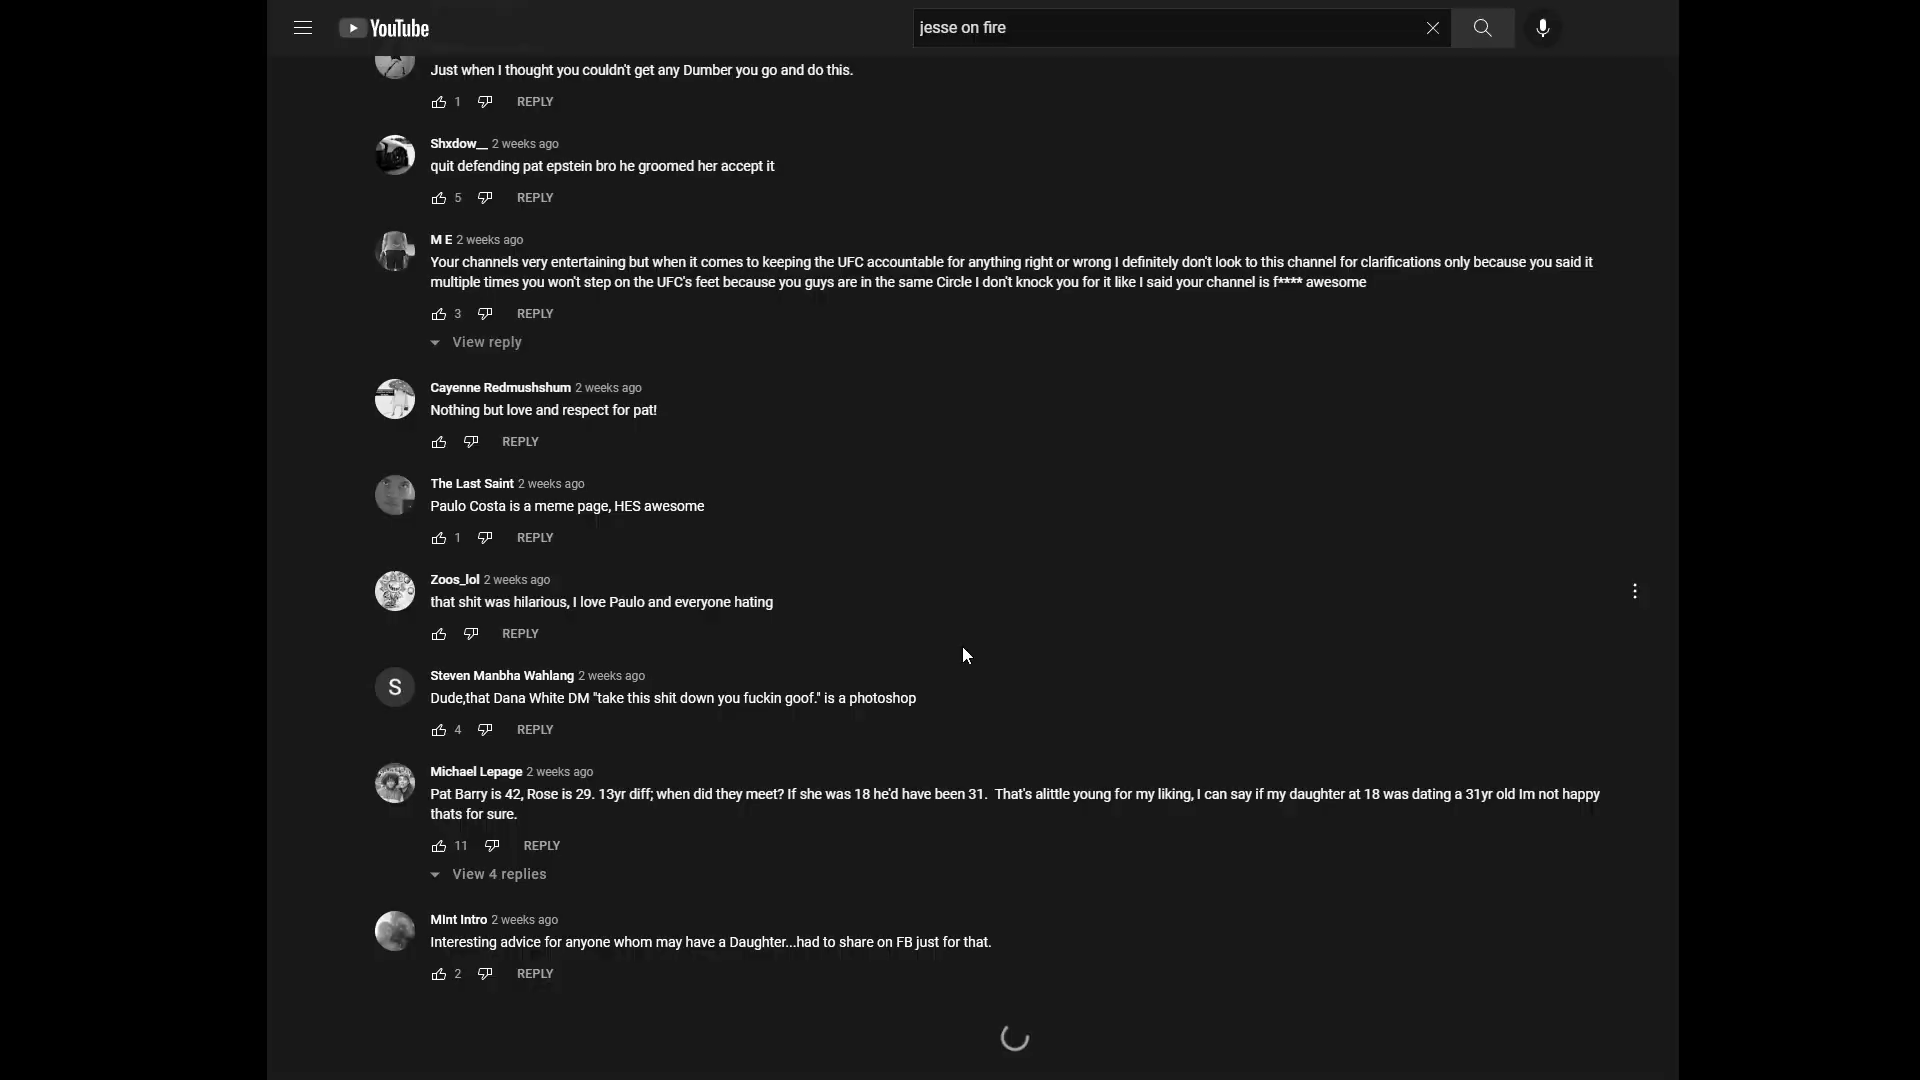 YouTube
jesse on fire
Just when I thought you couldn't get any Dumber you go and do this.
1 REPLY
Shxdow__ 2 weeks ago
quit defending pat epstein bro he groomed her accept it
5 REPLY
M E 2 weeks ago
Your channels very entertaining but when it comes to keeping the UFC accountable for anything right or wrong I definitely don't look to this channel for clarifications only because you said it
multiple times you won't step on the UFC's feet because you guys are in the same Circle I don't knock you for it like I said your channel is f**** awesome
3 REPLY
View reply
Cayenne Redmushshum 2 weeks ago
Nothing but love and respect for pat!
REPLY
The Last Saint 2 weeks ago
Paulo Costa is a meme page, HES awesome
1 REPLY
Zoos_lol 2 weeks ago
that shit was hilarious, I love Paulo and everyone hating
REPLY
S
Steven Manbha Wahlang 2 weeks ago
Dude,that Dana White DM "take this shit down you fuckin goof." is a photoshop
4 REPLY
Michael Lepage 2 weeks ago
Pat Barry is 42, Rose is 29. 13yr diff; when did they meet? If she was 18 he'd have been 31.  That's alittle young for my liking, I can say if my daughter at 18 was dating a 31yr old Im not happy
thats for sure.
11 REPLY
View 4 replies
MInt Intro 2 weeks ago
Interesting advice for anyone whom may have a Daughter...had to share on FB just for that.
2 REPLY